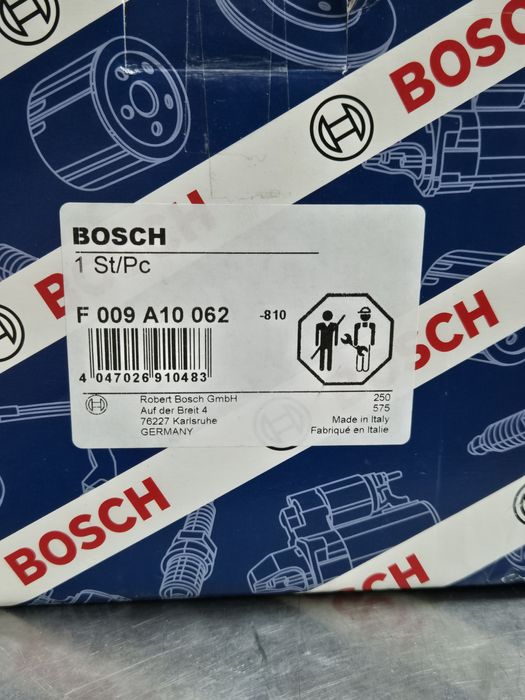 BOSCH
BOSCH
BOSCH
1 St/Pc
F 009 A10 062
-810
4 047026 910483
Robert Bosch GmbH
Auf der Breit 4
76227 Karlsruhe
GERMANY
250
575
Made in Italy
Fabriqué en Italie
SCH
BOSCH
BOSCH